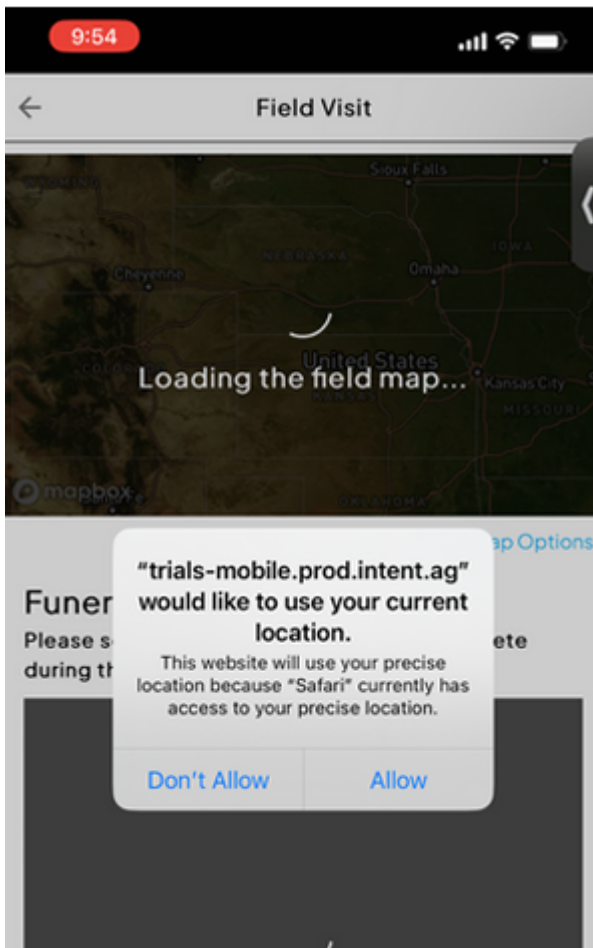 9:54
Field Visit
Sioux Falls
WYOMING
NEBRASKA
IOWA
Cheyenne
Omaha
United States
Loading the field map...
COLO
KANSAS
Kansas City
MISSOURI
mapbox
OKLAHOMA
ap Options
"trials-mobile.prod.intent.ag"
would like to use your current
location.
This website will use your precise
location because "Safari" currently has
access to your precise location.
Don't Allow
Allow
Funer
Please s
ete
during th